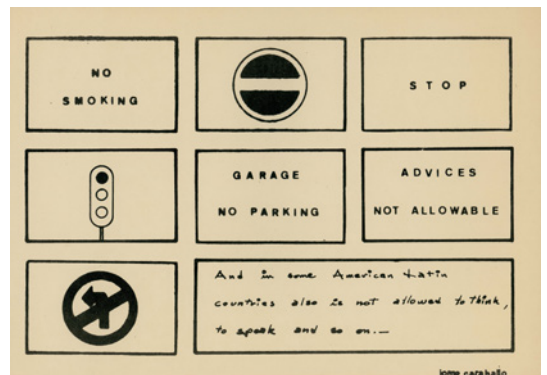 NO
SMOKING
STOP
GARAGE
NO PARKING
ADVICES
NOT ALLOWABLE
And in some American Latin
countries also is not allowed to think,
to speak and so on.—
jorge caraballo